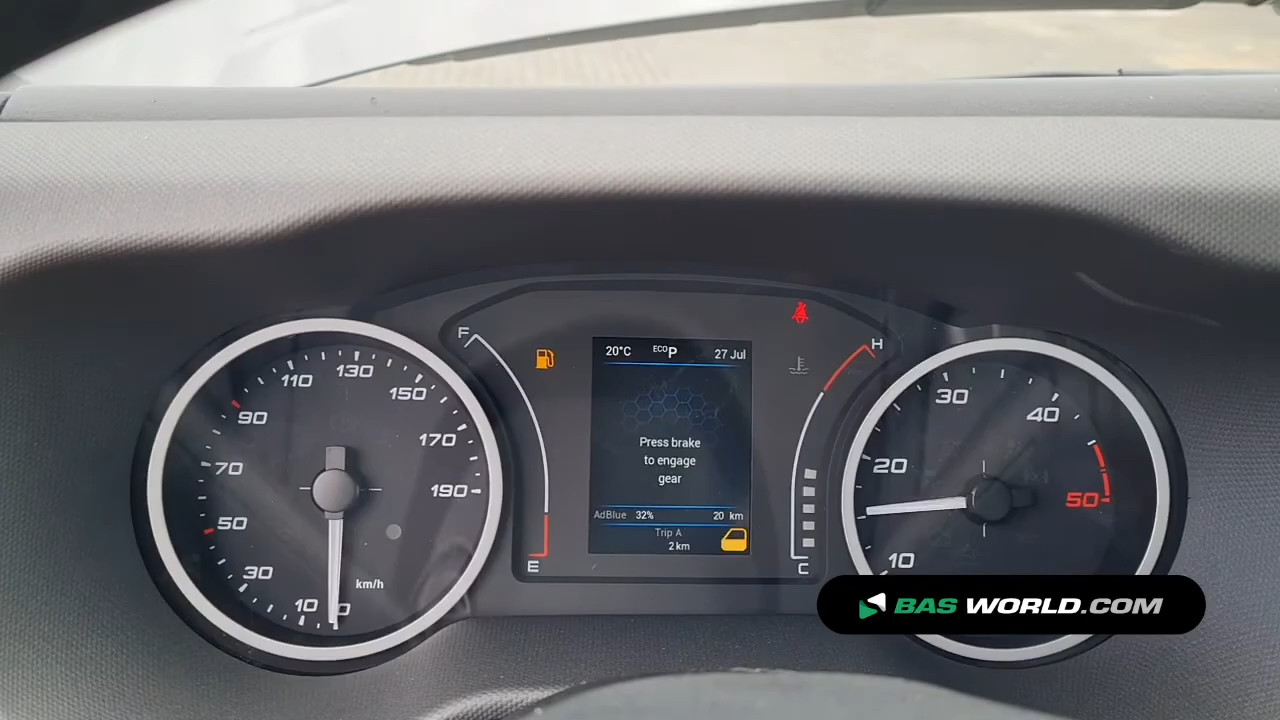 20°C ECO P 27 Jul
Press brake
to engage
gear
AdBlue 32% 20 km
Trip A
2 km
F
E
H
C
10 30 50 70 90 110 130 150 170 190
0
km/h
10 20 30 40 50
BAS WORLD.COM